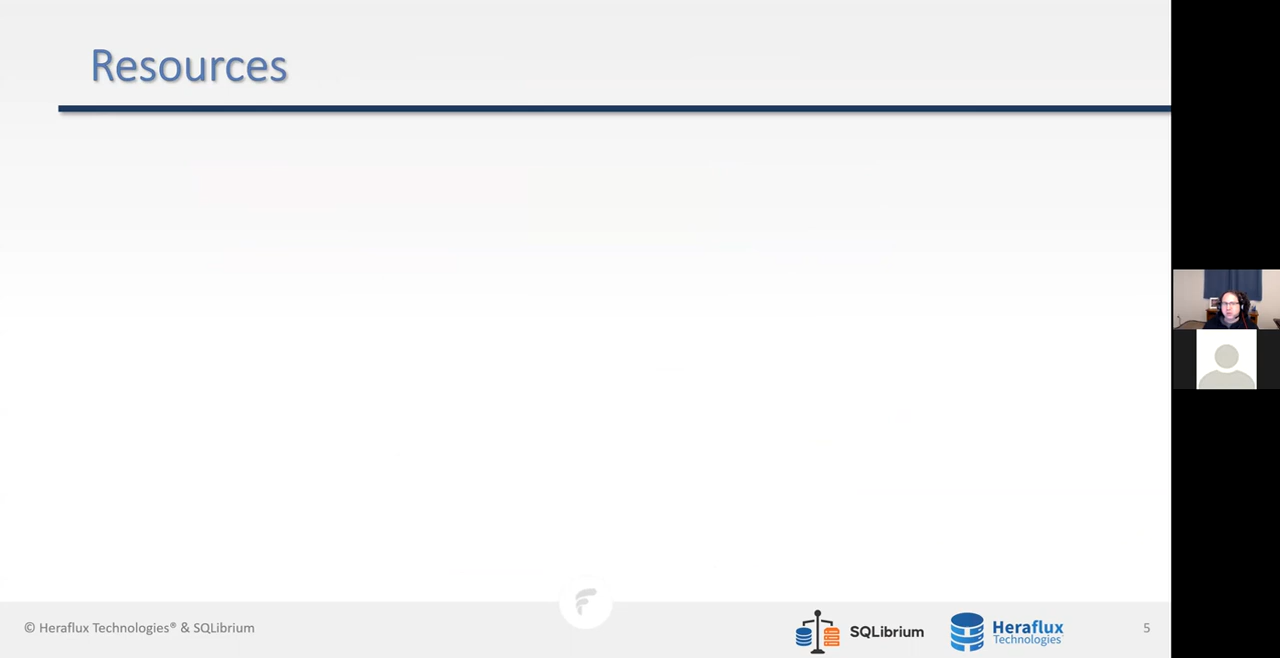 Resources
© Heraflux Technologies® & SQLibrium
SQLibrium
Heraflux
Technologies
5